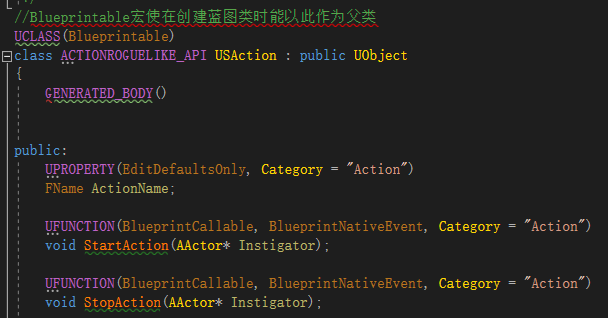 //Blueprintable宏使在创建蓝图类时能以此作为父类
UCLASS(Blueprintable)
class ACTIONROGUELIKE_API USAction : public UObject
{
GENERATED_BODY()
public:
UPROPERTY(EditDefaultsOnly, Category = "Action")
FName ActionName;
UFUNCTION(BlueprintCallable, BlueprintNativeEvent, Category = "Action")
void StartAction(AActor* Instigator);
UFUNCTION(BlueprintCallable, BlueprintNativeEvent, Category = "Action")
void StopAction(AActor* Instigator);